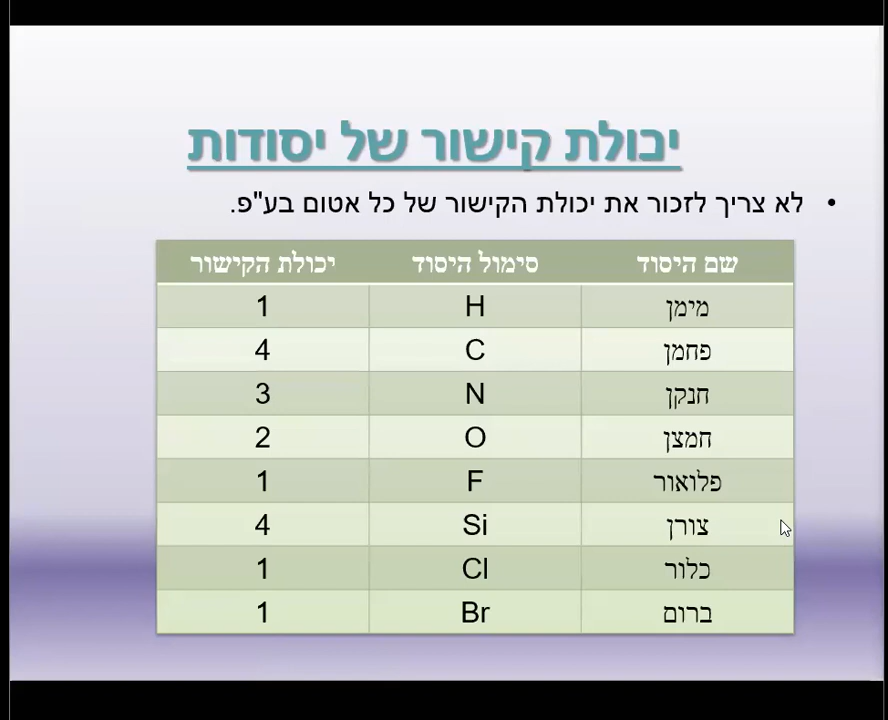 יכולת קישור של יסודות
• לא צריך לזכור את יכולת הקישור של כל אטום בע"פ.
שם היסוד סימול היסוד יכולת הקישור
מימן H 1
פחמן C 4
חנקן N 3
חמצן O 2
פלואור F 1
צורן Si 4
כלור Cl 1
ברום Br 1